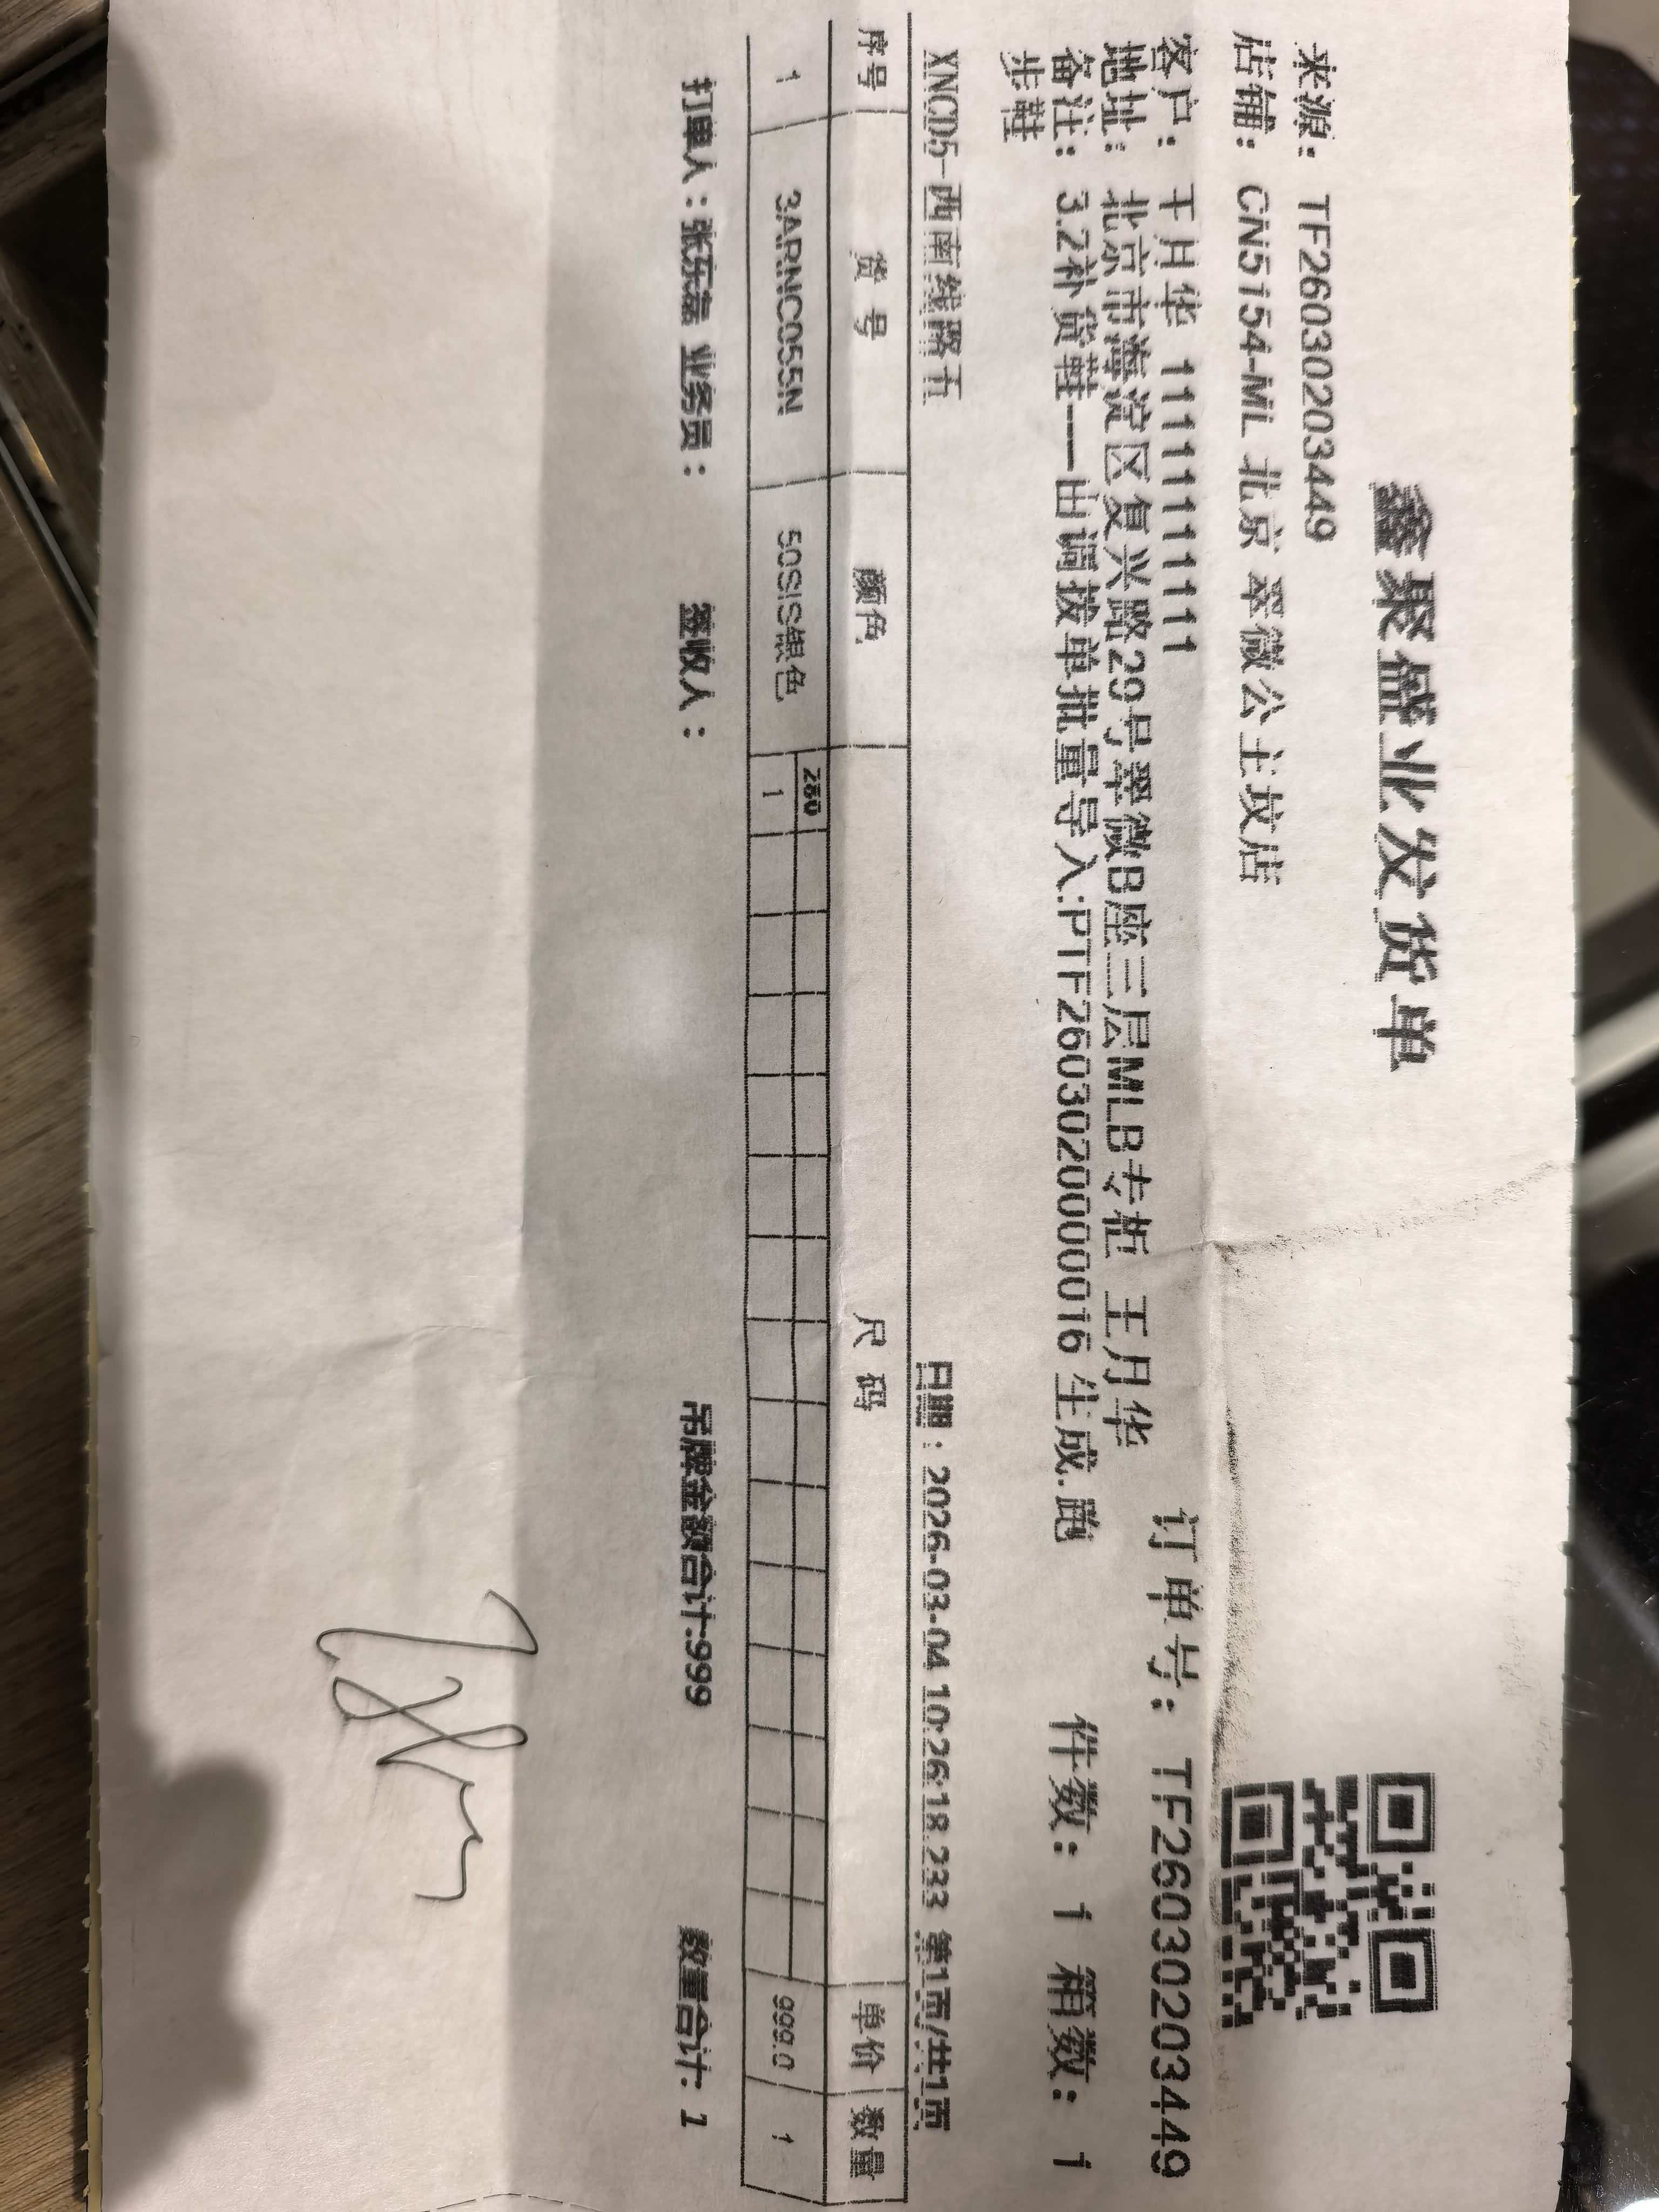 鑫聚盛业发货单
来源: TF2603020203449
店铺: CN5154-ML 北京 翠微公主坟店
客户: 王月华 11111111111 订单号: TF2603020203449
地址: 北京市海淀区复兴路29号翠微B座三层MLB专柜 王月华
备注: 3.2补货鞋——出调拨单批量导入:PTF2603020000016 生成.跑 件数: 1 箱数: 1
步鞋
XNCD5-西南线路五 日期：2026-03-04 10:26:18.233 第1页/共1页
序号 货 号 颜色 尺 码 单价 数量
280
1 3ARNC055N 50SIS银色 1 999.0 1
打单人：张东磊 业务员： 签收人： 吊牌金额合计:999 数量合计: 1